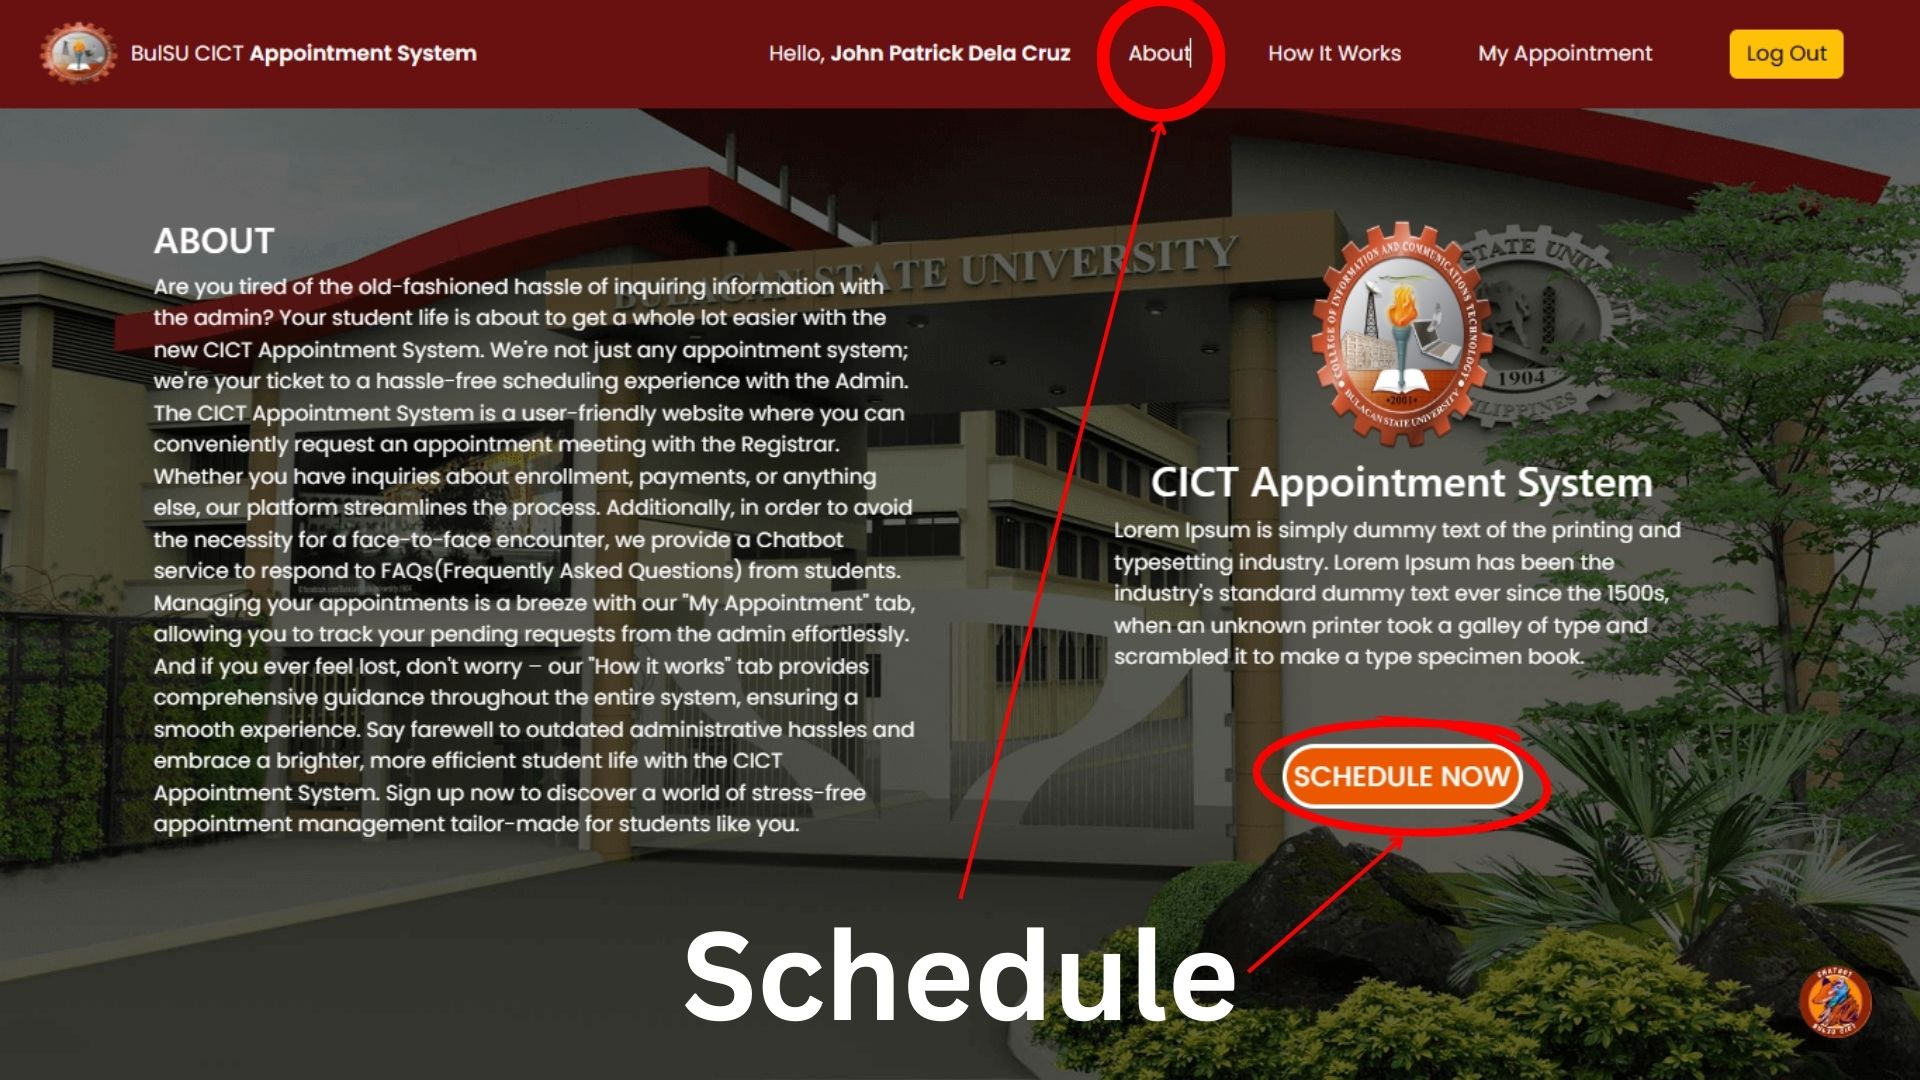 BulSU CICT Appointment System
Hello, John Patrick Dela Cruz
About
How It Works
My Appointment
Log Out
ABOUT
Are you tired of the old-fashioned hassle of inquiring information with
the admin? Your student life is about to get a whole lot easier with the
new CICT Appointment System. We're not just any appointment system;
we're your ticket to a hassle-free scheduling experience with the Admin.
The CICT Appointment System is a user-friendly website where you can
conveniently request an appointment meeting with the Registrar.
Whether you have inquiries about enrollment, payments, or anything
else, our platform streamlines the process. Additionally, in order to avoid
the necessity for a face-to-face encounter, we provide a Chatbot
service to respond to FAQs(Frequently Asked Questions) from students.
Managing your appointments is a breeze with our "My Appointment" tab,
allowing you to track your pending requests from the admin effortlessly.
And if you ever feel lost, don't worry – our "How it works" tab provides
comprehensive guidance throughout the entire system, ensuring a
smooth experience. Say farewell to outdated administrative hassles and
embrace a brighter, more efficient student life with the CICT
Appointment System. Sign up now to discover a world of stress-free
appointment management tailor-made for students like you.
BULACAN STATE UNIVERSITY
COLLEGE OF INFORMATION AND COMMUNICATIONS TECHNOLOGY
•2001•
BULACAN STATE UNIVERSITY
STATE UNIV
1904
ILIPPINES
CICT Appointment System
Lorem Ipsum is simply dummy text of the printing and
typesetting industry. Lorem Ipsum has been the
industry's standard dummy text ever since the 1500s,
when an unknown printer took a galley of type and
scrambled it to make a type specimen book.
SCHEDULE NOW
Schedule
CHATBOT
BULSU CICT